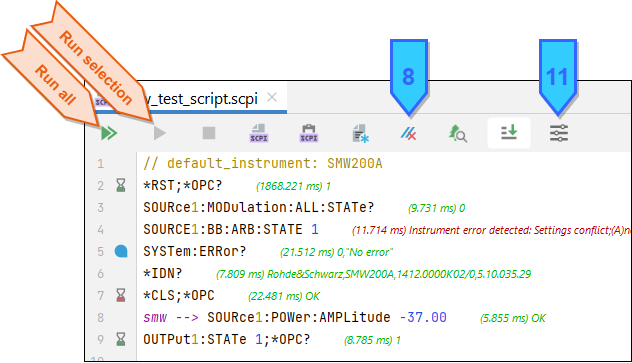 Run selection
Run all
8
11
_test_script.scpi
SCPI
SCPI
SCPI
1 // default_instrument: SMW200A
2 *RST;*OPC? (1868.221 ms) 1
3 SOURce1:MODulation:ALL:STATe? (9.731 ms) 0
4 SOURCE1:BB:ARB:STATE 1 (11.714 ms) Instrument error detected: Settings conflict;(A)n
5 SYSTem:ERRor? (21.512 ms) 0,"No error"
6 *IDN? (7.809 ms) Rohde&Schwarz,SMW200A,1412.0000K02/0,5.10.035.29
7 *CLS;*OPC (22.481 ms) OK
8 smw --> SOURce1:POWer:AMPLitude -37.00 (5.855 ms) OK
9 OUTPut1:STATe 1;*OPC? (8.785 ms) 1